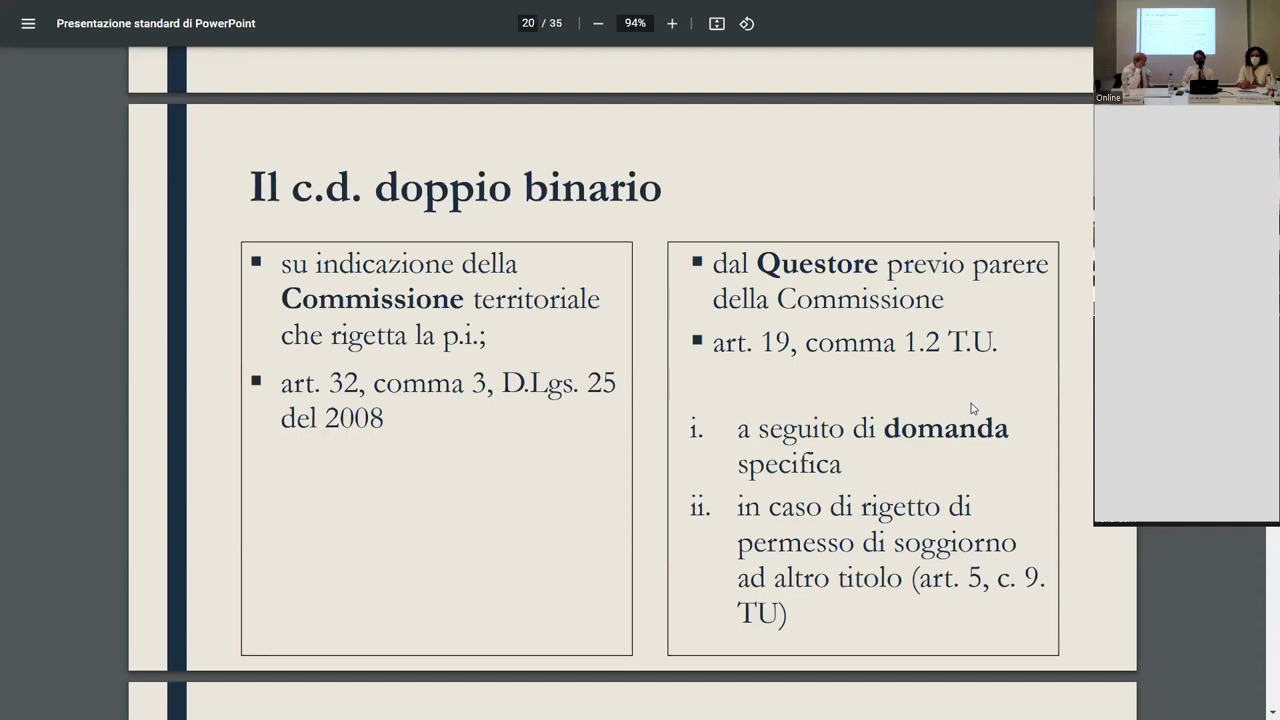 Presentazione standard di PowerPoint
20 / 35
94%
Online
Il c.d. doppio binario
▪ su indicazione della
Commissione territoriale
che rigetta la p.i.;
▪ art. 32, comma 3, D.Lgs. 25
del 2008
▪ dal Questore previo parere
della Commissione
▪ art. 19, comma 1.2 T.U.
i. a seguito di domanda
specifica
ii. in caso di rigetto di
permesso di soggiorno
ad altro titolo (art. 5, c. 9.
TU)